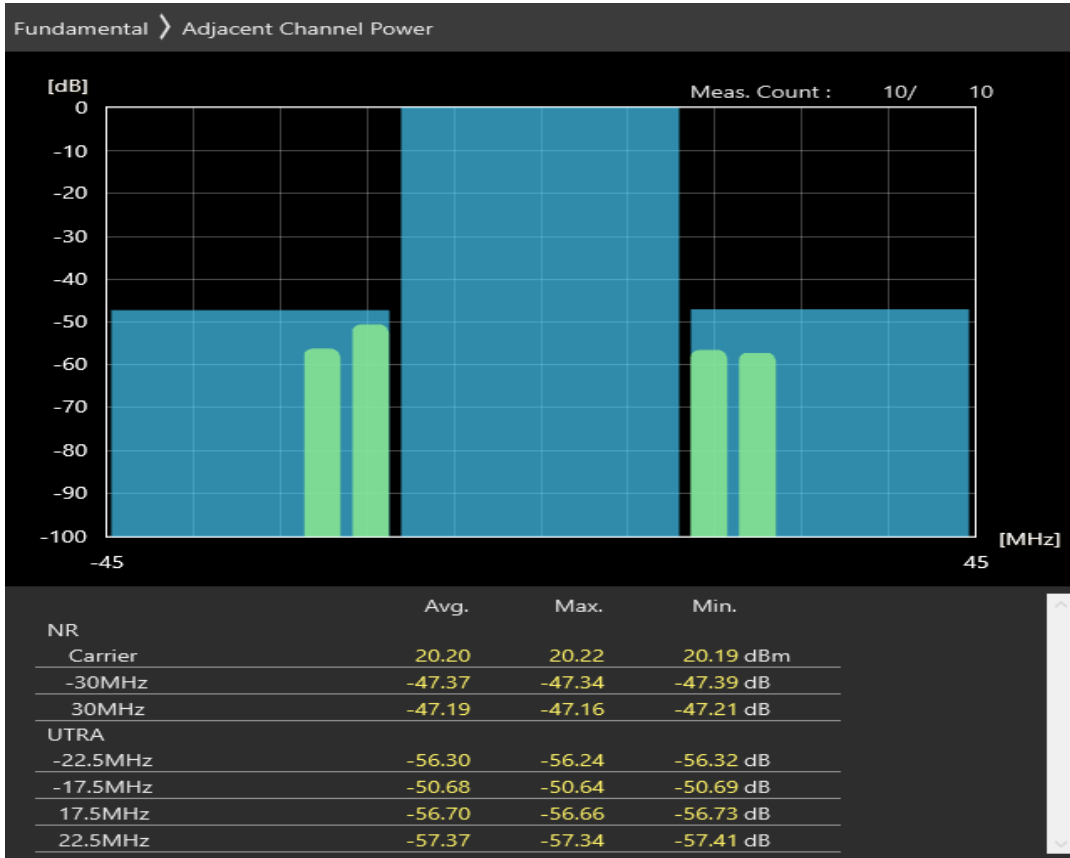 Fundamental 》 Adjacent Channel Power
[dB]
Meas. Count : 10/ 10
0
-10
-20
-30
-40
-50
-60
-70
-80
-90
-100
[MHz]
-45 45
Avg. Max. Min.
NR
Carrier 20.20 20.22 20.19 dBm
-30MHz -47.37 -47.34 -47.39 dB
30MHz -47.19 -47.16 -47.21 dB
UTRA
-22.5MHz -56.30 -56.24 -56.32 dB
-17.5MHz -50.68 -50.64 -50.69 dB
17.5MHz -56.70 -56.66 -56.73 dB
22.5MHz -57.37 -57.34 -57.41 dB